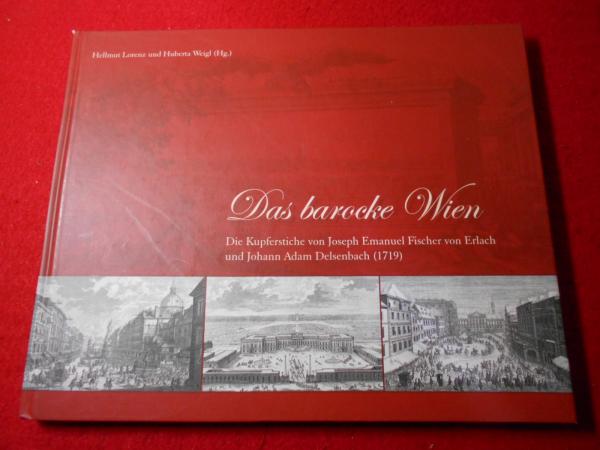 Hellmut Lorenz und Huberta Weigl (Hg.)
Das barocke Wien
Die Kupferstiche von Joseph Emanuel Fischer von Erlach
und Johann Adam Delsenbach (1719)